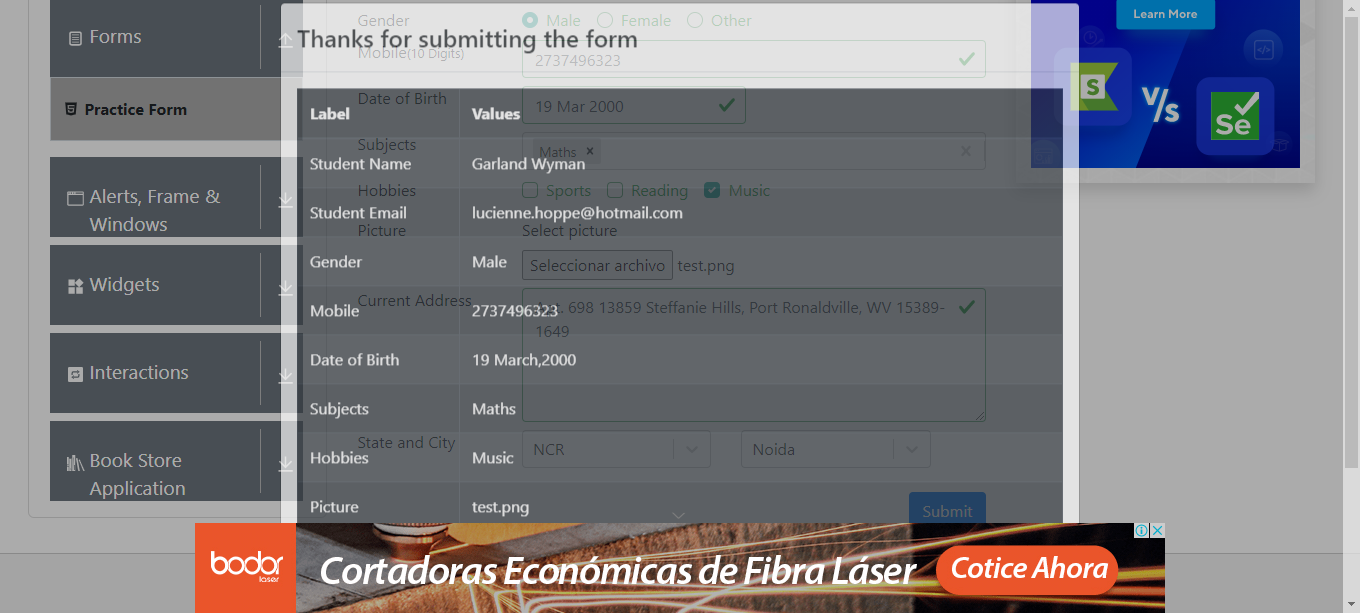 Forms
Practice Form
Alerts, Frame &
Windows
Widgets
Interactions
Book Store
Application
Gender
Male
Female
Other
Thanks for submitting the form
Mobile(10 Digits)
2737496323
Date of Birth
19 Mar 2000
Subjects
Maths ×
Hobbies
Sports
Reading
Music
Picture
Select picture
Seleccionar archivo test.png
Current Address
Apt. 698 13859 Steffanie Hills, Port Ronaldville, WV 15389-
1649
State and City
NCR
Noida
Submit
Label Values
Student Name Garland Wyman
Student Email lucienne.hoppe@hotmail.com
Gender Male
Mobile 2737496323
Date of Birth 19 March,2000
Subjects Maths
Hobbies Music
Picture test.png
Learn More
S
V/s
Se
bodor
laser
Cortadoras Económicas de Fibra Láser
Cotice Ahora